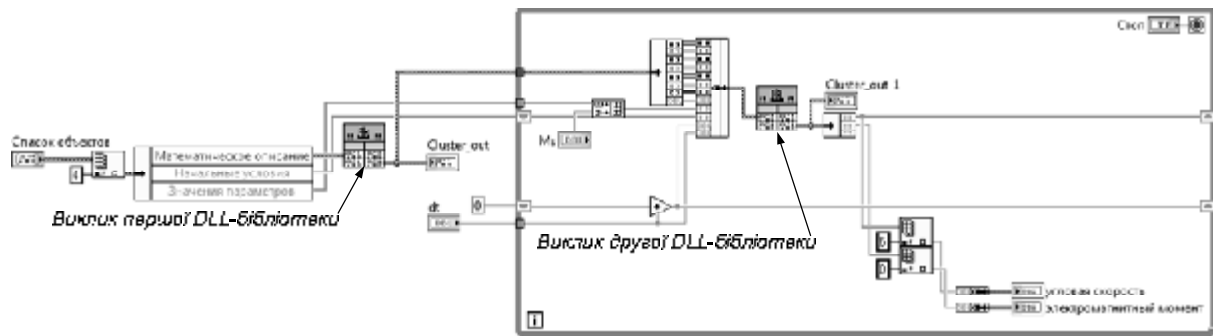 Стоп
Cluster_out 1
Список объектов
Математическое описание
Начальные условия
Значения параметров
Cluster_out
Виклик першої DLL-бібліотеки
dt
0
Виклик другої DLL-бібліотеки
0
угловая скорость
электромагнитный момент
i